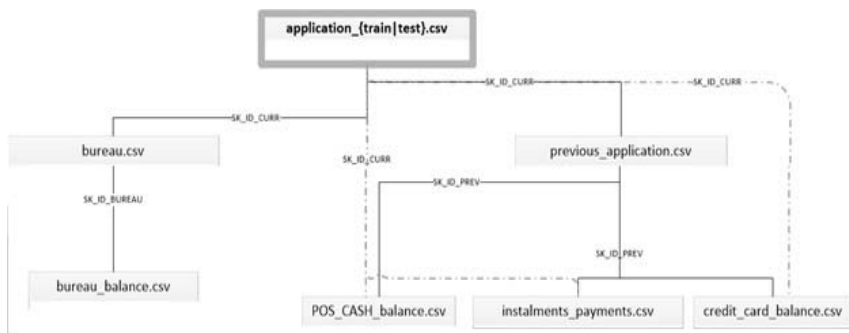 application_{train|test}.csv
SK_ID_CURR
SK_ID_CURR
SK_ID_CURR
bureau.csv
SK_ID_CURR
previous_application.csv
SK_ID_PREV
SK_ID_BUREAU
SK_ID_PREV
bureau_balance.csv
POS_CASH_balance.csv
instalments_payments.csv
credit_card_balance.csv